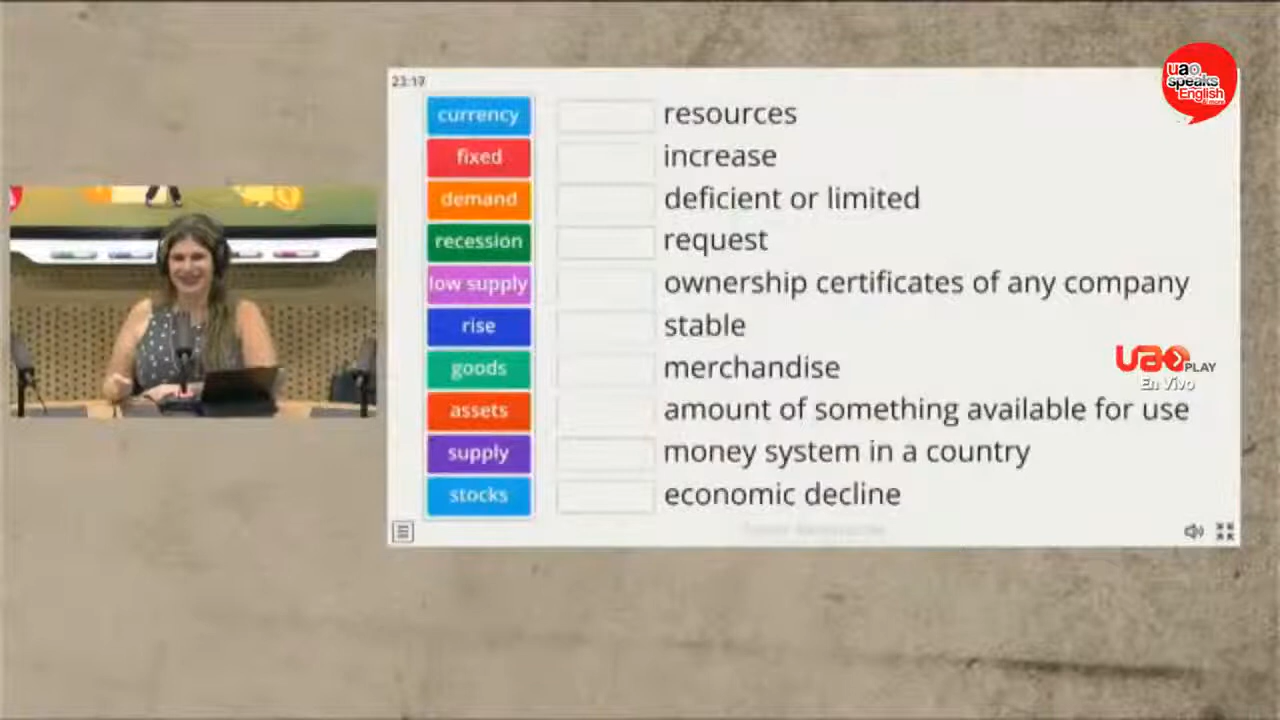 uao
speaks
English
& more
currency
resources
fixed
increase
demand
deficient or limited
recession
request
low supply
ownership certificates of any company
rise
stable
goods
merchandise
assets
amount of something available for use
supply
money system in a country
stocks
economic decline
uao PLAY
En Vivo